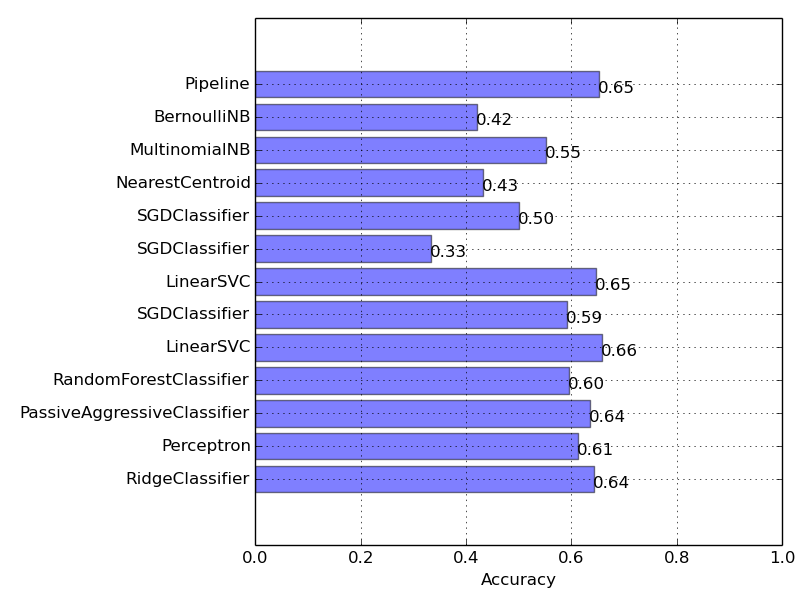 Pipeline 0.65
BernoulliNB 0.42
MultinomialNB 0.55
NearestCentroid 0.43
SGDClassifier 0.50
SGDClassifier 0.33
LinearSVC 0.65
SGDClassifier 0.59
LinearSVC 0.66
RandomForestClassifier 0.60
PassiveAggressiveClassifier 0.64
Perceptron 0.61
RidgeClassifier 0.64
0.0 0.2 0.4 0.6 0.8 1.0
Accuracy